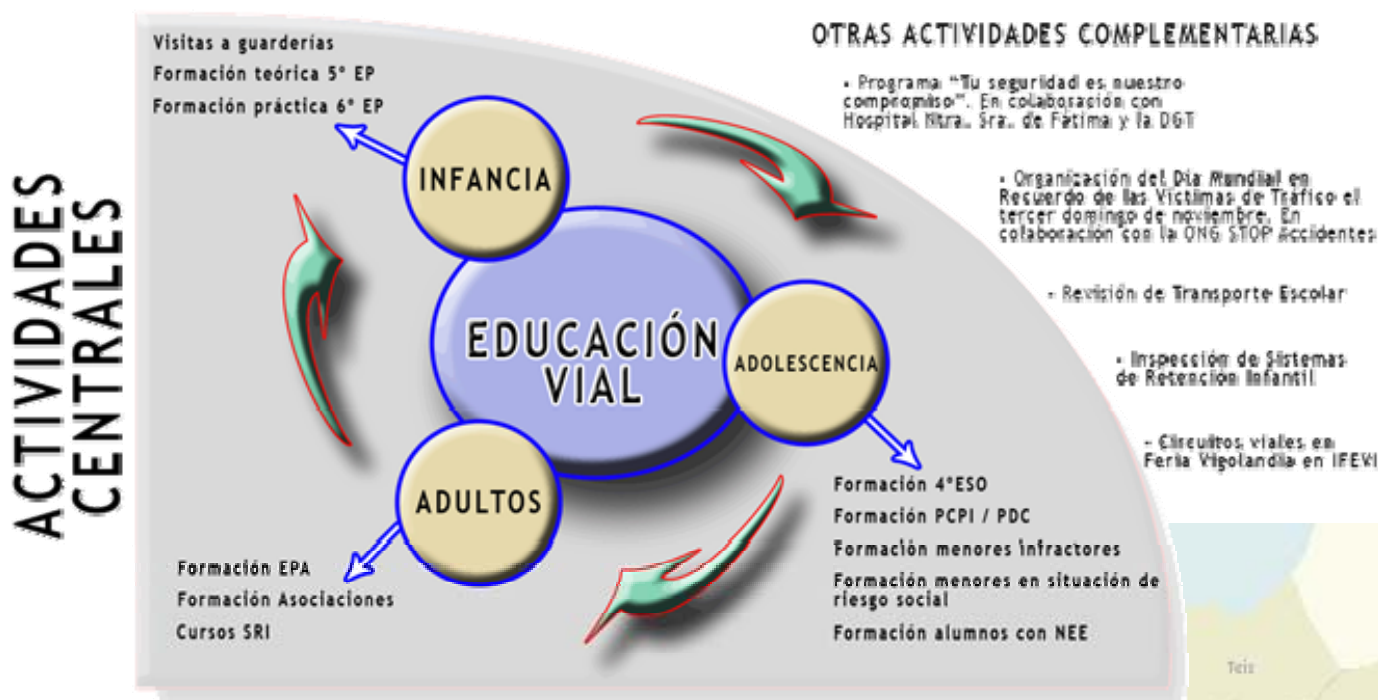 ACTIVIDADES
CENTRALES
Visitas a guarderías
Formación teórica 5º EP
Formación práctica 6º EP
INFANCIA
EDUCACIÓN
VIAL
ADOLESCENCIA
ADULTOS
Formación EPA
Formación Asociaciones
Cursos SRI
Formación 4ºESO
Formación PCPI / PDC
Formación menores infractores
Formación menores en situación de
riesgo social
Formación alumnos con NEE
OTRAS ACTIVIDADES COMPLEMENTARIAS
- Programa "Tu seguridad es nuestro
compromiso". En colaboración con
Hospital Ntra. Sra. de Fátima y la DGT
- Organización del Día Mundial en
Recuerdo de las Víctimas de Tráfico el
tercer domingo de noviembre. En
colaboración con la ONG STOP Accidentes
- Revisión de Transporte Escolar
- Inspección de Sistemas
de Retención Infantil
- Circuitos viales en
Feria Vigolandia en IFEVI
Teis